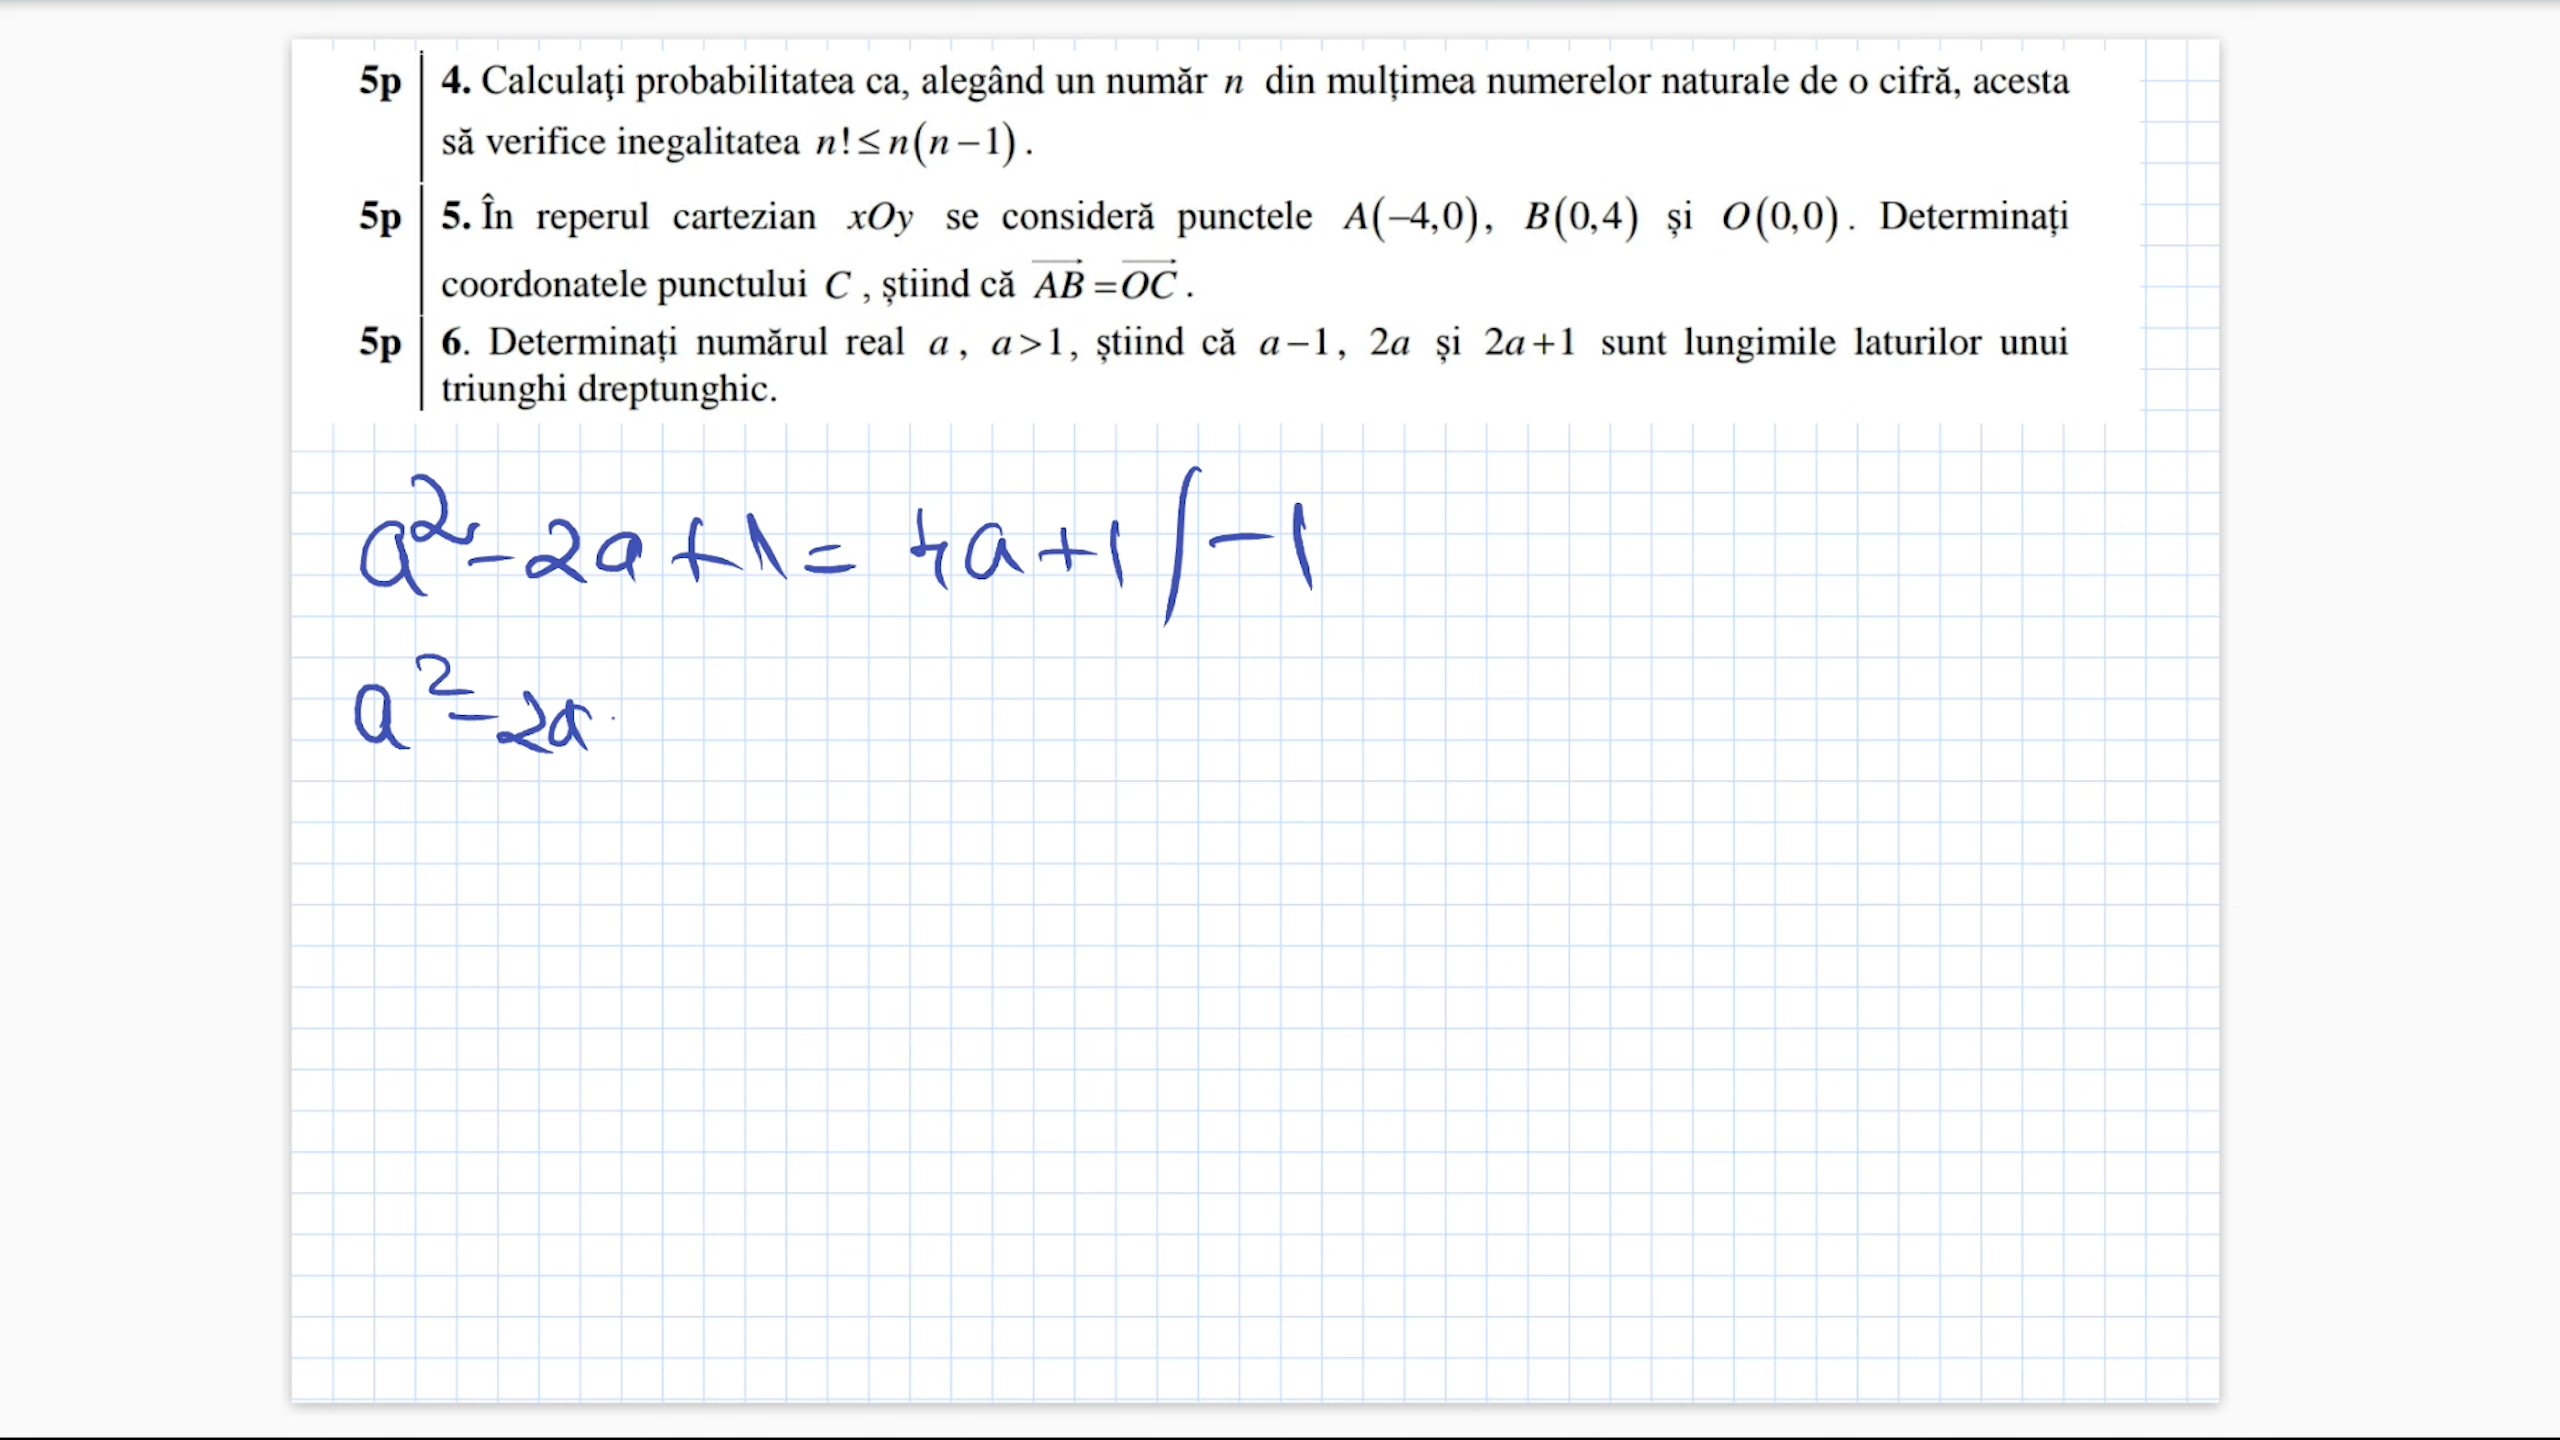 5p 4. Calculați probabilitatea ca, alegând un număr n din mulțimea numerelor naturale de o cifră, acesta
să verifice inegalitatea n! ≤ n(n−1).
5p 5. În reperul cartezian xOy se consideră punctele A(−4,0), B(0,4) și O(0,0). Determinați
coordonatele punctului C, știind că \overrightarrow{AB} = \overrightarrow{OC}.
5p 6. Determinați numărul real a, a>1, știind că a−1, 2a și 2a+1 sunt lungimile laturilor unui
triunghi dreptunghic.
a² − 2a + 1 = 4a + 1 | − 1
a² − 2a